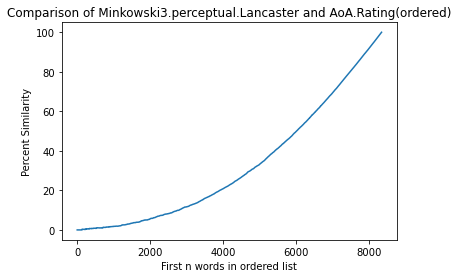 Comparison of Minkowski3.perceptual.Lancaster and AoA.Rating(ordered)
100
80
60
40
20
0
Percent Similarity
0 2000 4000 6000 8000
First n words in ordered list